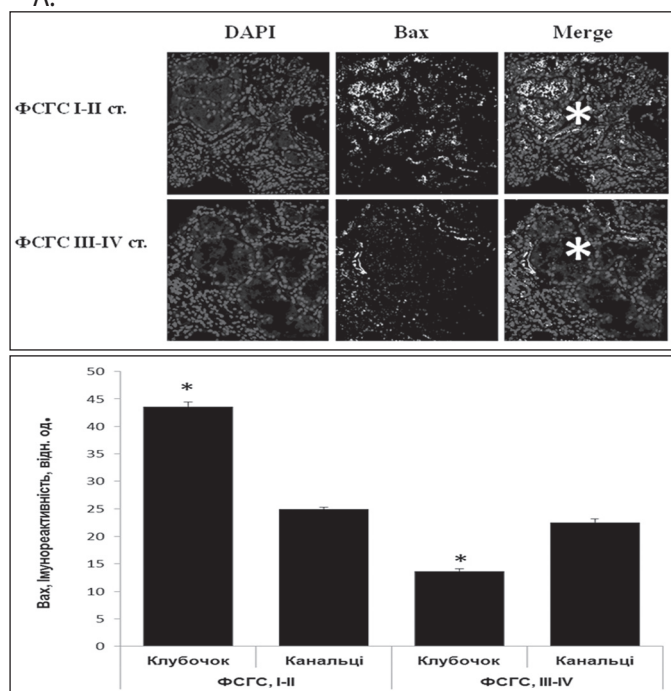 А.
DAPI Bax Merge
ФСГС I-II ст.
*
ФСГС III-IV ст.
*
Bax, Імунореактивність, відн. од.
50
45
40
35
30
25
20
15
10
5
0
*
*
Клубочок Канальці Клубочок Канальці
ФСГС, I-II ФСГС, III-IV